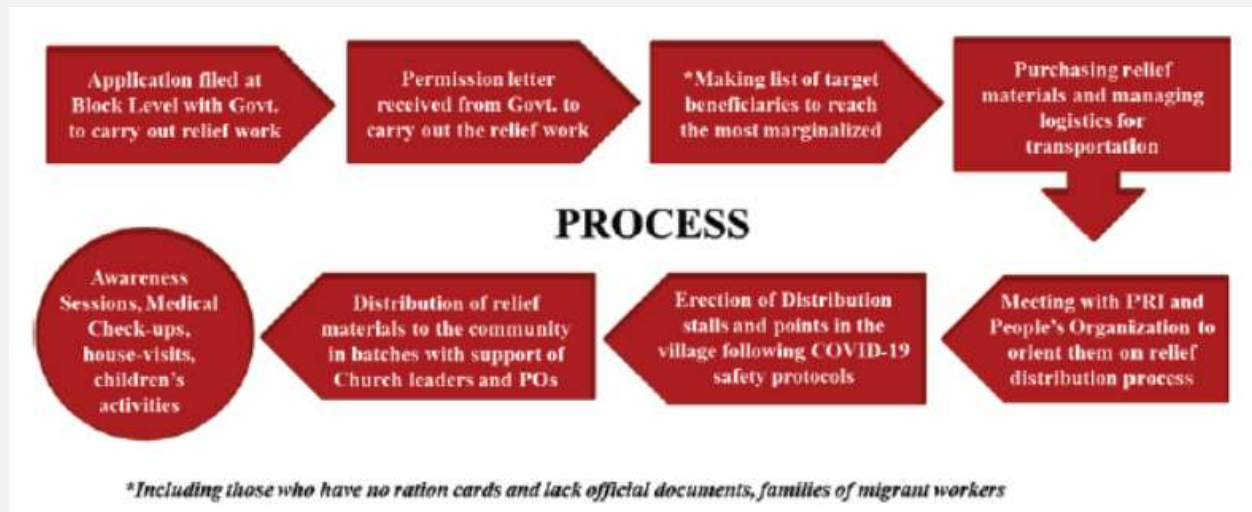 Application filed at
Block Level with Govt.
to carry out relief work
Permission letter
received from Govt. to
carry out the relief work
*Making list of target
beneficiaries to reach
the most marginalized
Purchasing relief
materials and managing
logistics for
transportation
PROCESS
Meeting with PRI and
People's Organization to
orient them on relief
distribution process
Erection of Distribution
stalls and points in the
village following COVID-19
safety protocols
Distribution of relief
materials to the community
in batches with support of
Church leaders and POs
Awareness
Sessions, Medical
Check-ups,
house-visits,
children's
activities
*Including those who have no ration cards and lack official documents, families of migrant workers